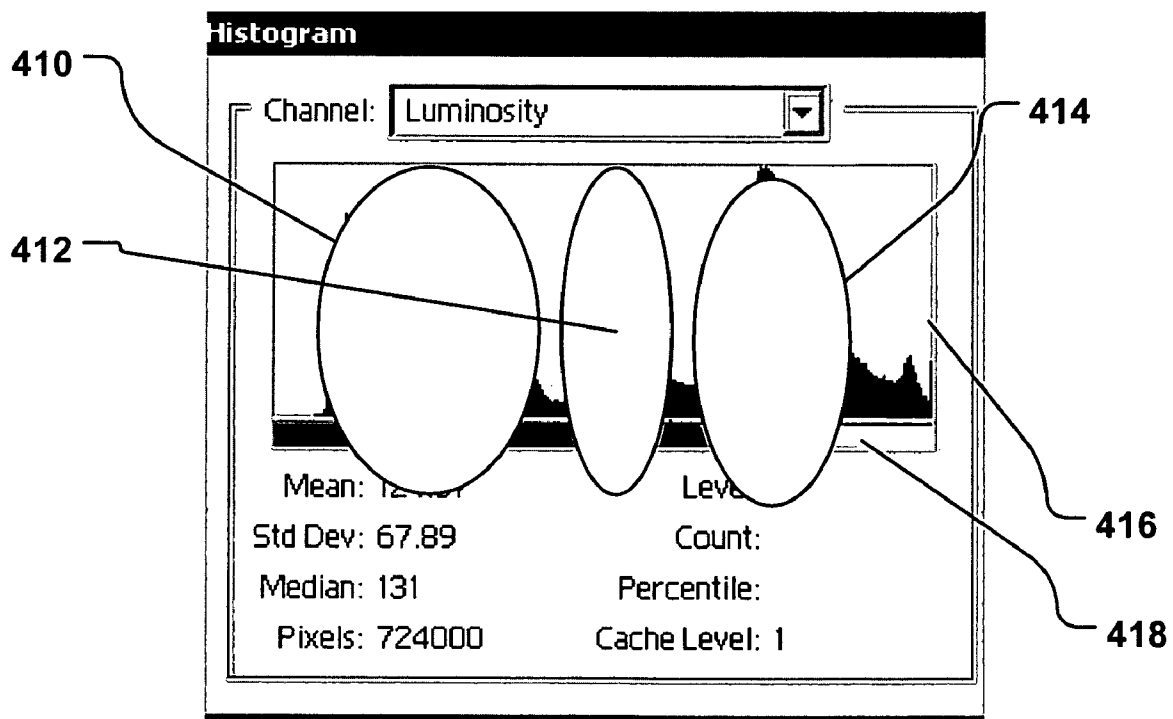 Histogram
410
Channel: Luminosity
414
412
Mean:
Std Dev: 67.89
Count:
416
Median: 131
Percentile:
Pixels: 724000
Cache Level: 1
418